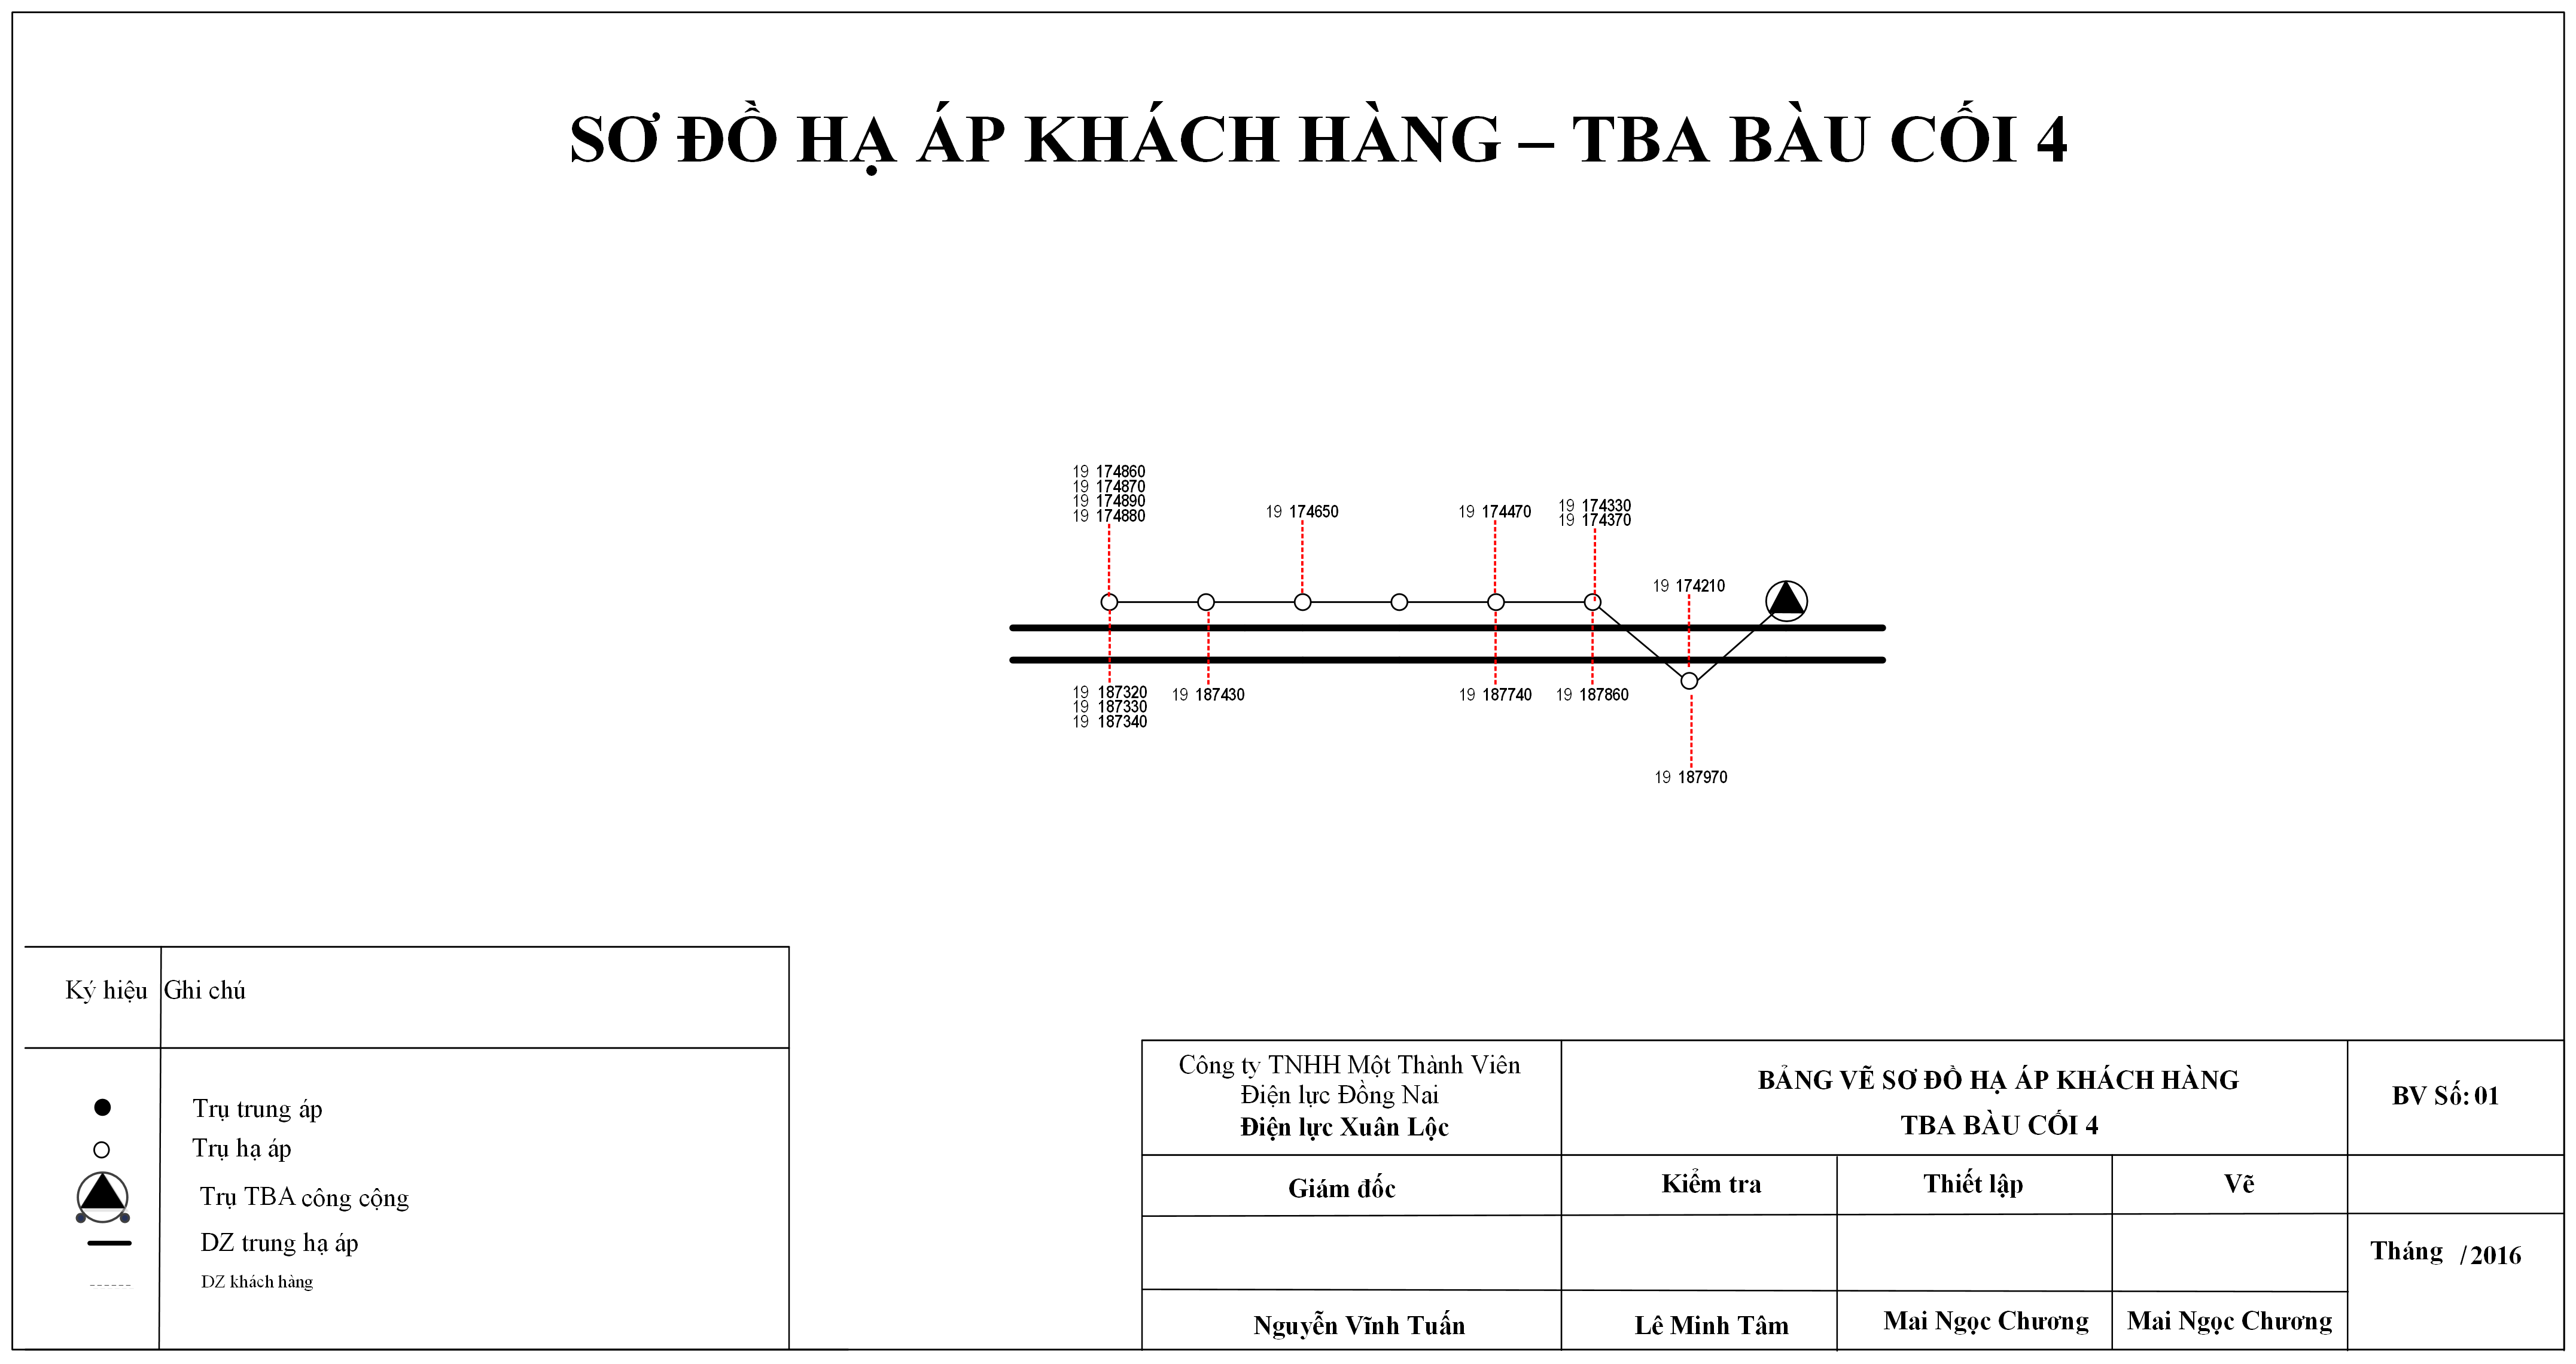 SƠ ĐỒ HẠ ÁP KHÁCH HÀNG – TBA BÀU CỐI 4
19 174860
19 174870
19 174890
19 174880
19 174650
19 174470
19 174330
19 174370
19 174210
19 187320
19 187330
19 187340
19 187430
19 187740
19 187860
19 187970
Ký hiệu Ghi chú
Trụ trung áp
Trụ hạ áp
Trụ TBA công cộng
DZ trung hạ áp
DZ khách hàng
Công ty TNHH Một Thành Viên
Điện lực Đồng Nai
Điện lực Xuân Lộc
BẢNG VẼ SƠ ĐỒ HẠ ÁP KHÁCH HÀNG
TBA BÀU CỐI 4
BV Số: 01
Giám đốc Kiểm tra Thiết lập Vẽ
Tháng /2016
Nguyễn Vĩnh Tuấn Lê Minh Tâm Mai Ngọc Chương Mai Ngọc Chương